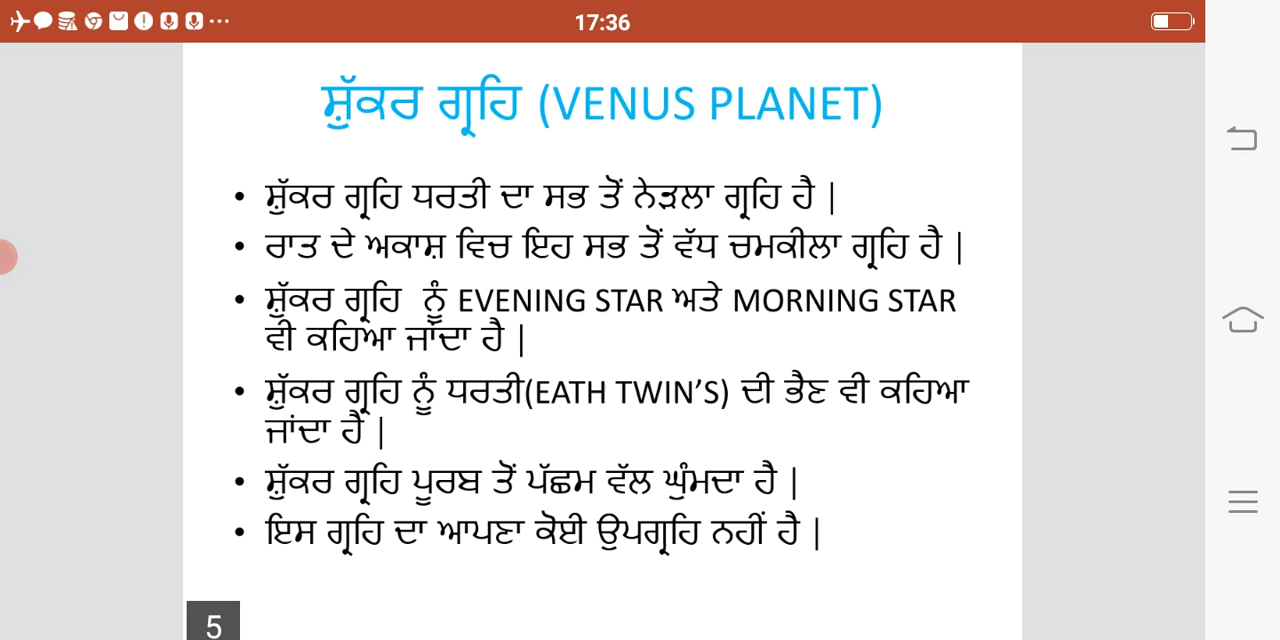 17:36
ਸ਼ੁੱਕਰ ਗ੍ਰਹਿ (VENUS PLANET)
• ਸ਼ੁੱਕਰ ਗ੍ਰਹਿ ਧਰਤੀ ਦਾ ਸਭ ਤੋਂ ਨੇੜਲਾ ਗ੍ਰਹਿ ਹੈ |
• ਰਾਤ ਦੇ ਅਕਾਸ਼ ਵਿਚ ਇਹ ਸਭ ਤੋਂ ਵੱਧ ਚਮਕੀਲਾ ਗ੍ਰਹਿ ਹੈ |
• ਸ਼ੁੱਕਰ ਗ੍ਰਹਿ ਨੂੰ EVENING STAR ਅਤੇ MORNING STAR
ਵੀ ਕਹਿਆ ਜਾਂਦਾ ਹੈ |
• ਸ਼ੁੱਕਰ ਗ੍ਰਹਿ ਨੂੰ ਧਰਤੀ(EATH TWIN’S) ਦੀ ਭੈਣ ਵੀ ਕਹਿਆ
ਜਾਂਦਾ ਹੈ |
• ਸ਼ੁੱਕਰ ਗ੍ਰਹਿ ਪੂਰਬ ਤੋਂ ਪੱਛਮ ਵੱਲ ਘੁੰਮਦਾ ਹੈ |
• ਇਸ ਗ੍ਰਹਿ ਦਾ ਆਪਣਾ ਕੋਈ ਉਪਗ੍ਰਹਿ ਨਹੀਂ ਹੈ |
5